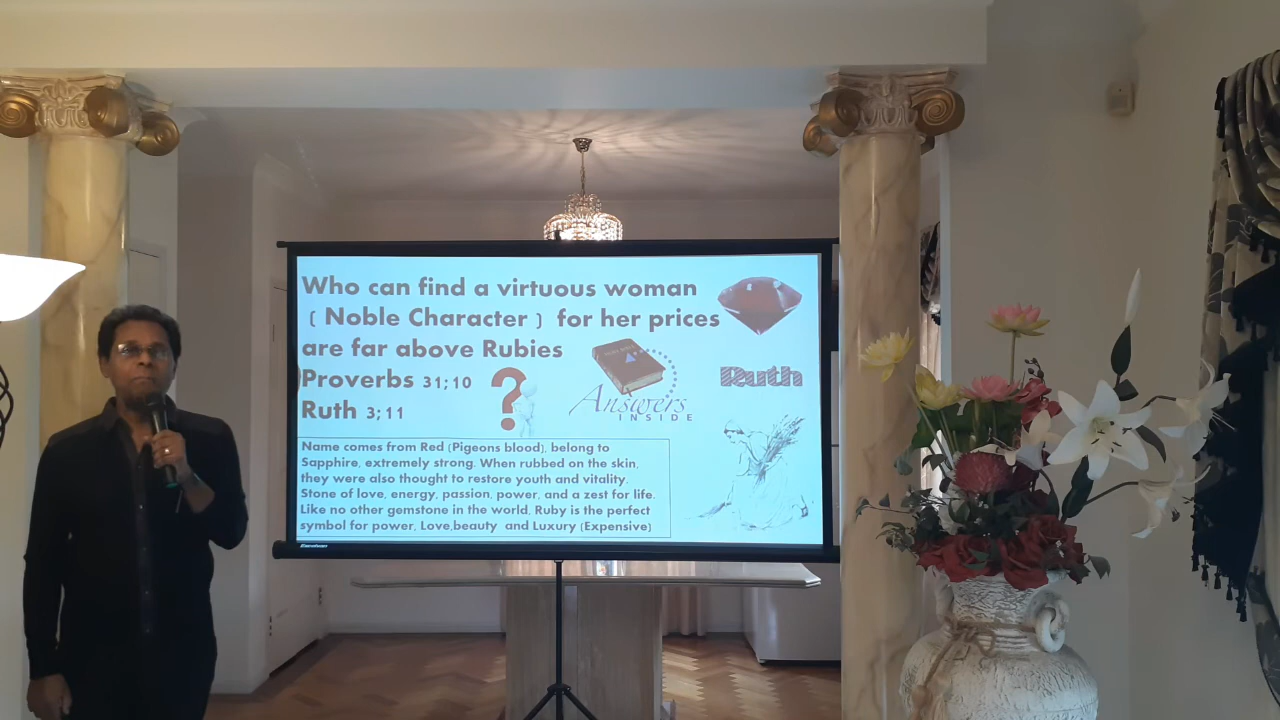 Who can find a virtuous woman
( Noble Character ) for her prices
are far above Rubies
Proverbs 31;10
Ruth 3;11
?
Answers
INSIDE
Ruth
Name comes from Red (Pigeons blood), belong to
Sapphire, extremely strong. When rubbed on the skin,
they were also thought to restore youth and vitality.
Stone of love, energy, passion, power, and a zest for life.
Like no other gemstone in the world, Ruby is the perfect
symbol for power, Love,beauty and Luxury (Expensive)